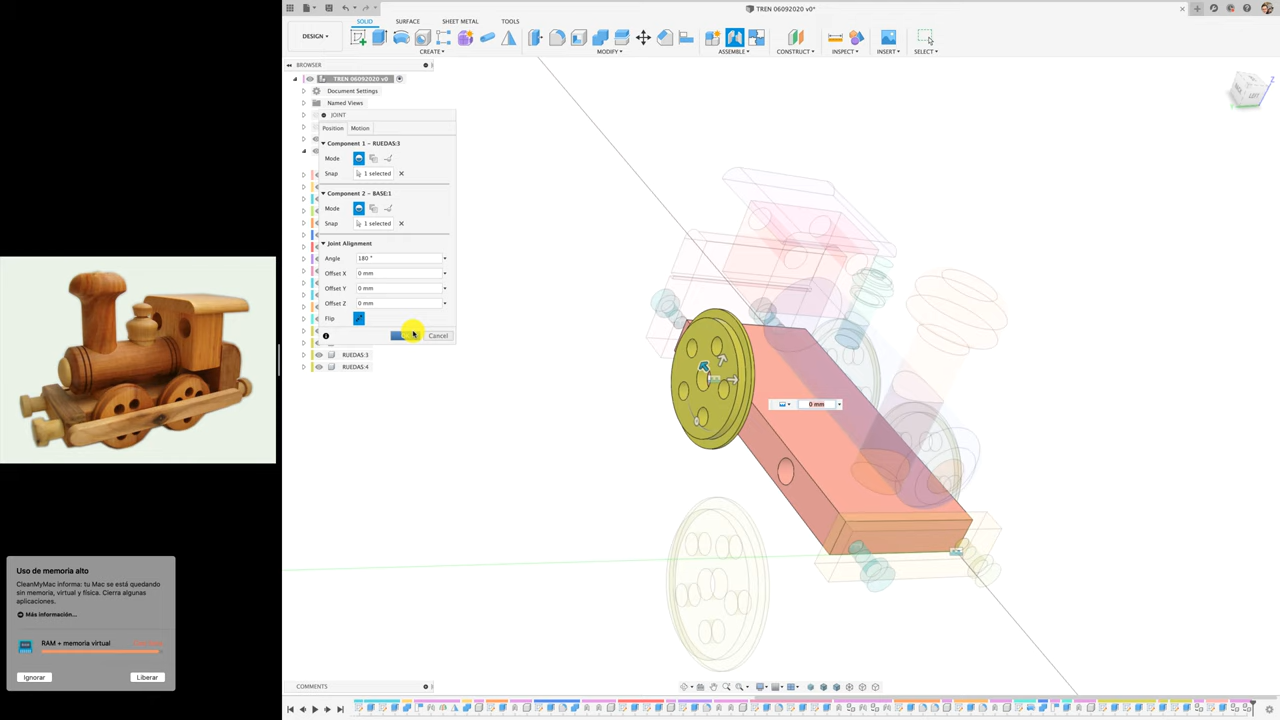 TREN 06092020 v0*
DESIGN▾
SOLID
SURFACE
SHEET METAL
TOOLS
CREATE▾
MODIFY▾
ASSEMBLE▾
CONSTRUCT▾
INSPECT▾
INSERT▾
SELECT▾
BROWSER
TREN 06092020 v0
Document Settings
Named Views
JOINT
Position
Motion
Component 1 - RUEDAS:3
Mode
Snap
1 selected
Component 2 - BASE:1
Mode
Snap
1 selected
Joint Alignment
Angle
180 °
Offset X
0 mm
Offset Y
0 mm
Offset Z
0 mm
Flip
Cancel
RUEDAS:3
RUEDAS:4
0 mm
LEFT
Z
Uso de memoria alto
CleanMyMac informa: tu Mac se está quedando
sin memoria, virtual y física. Cierra algunas
aplicaciones.
Más información...
RAM + memoria virtual
Ignorar
Liberar
COMMENTS